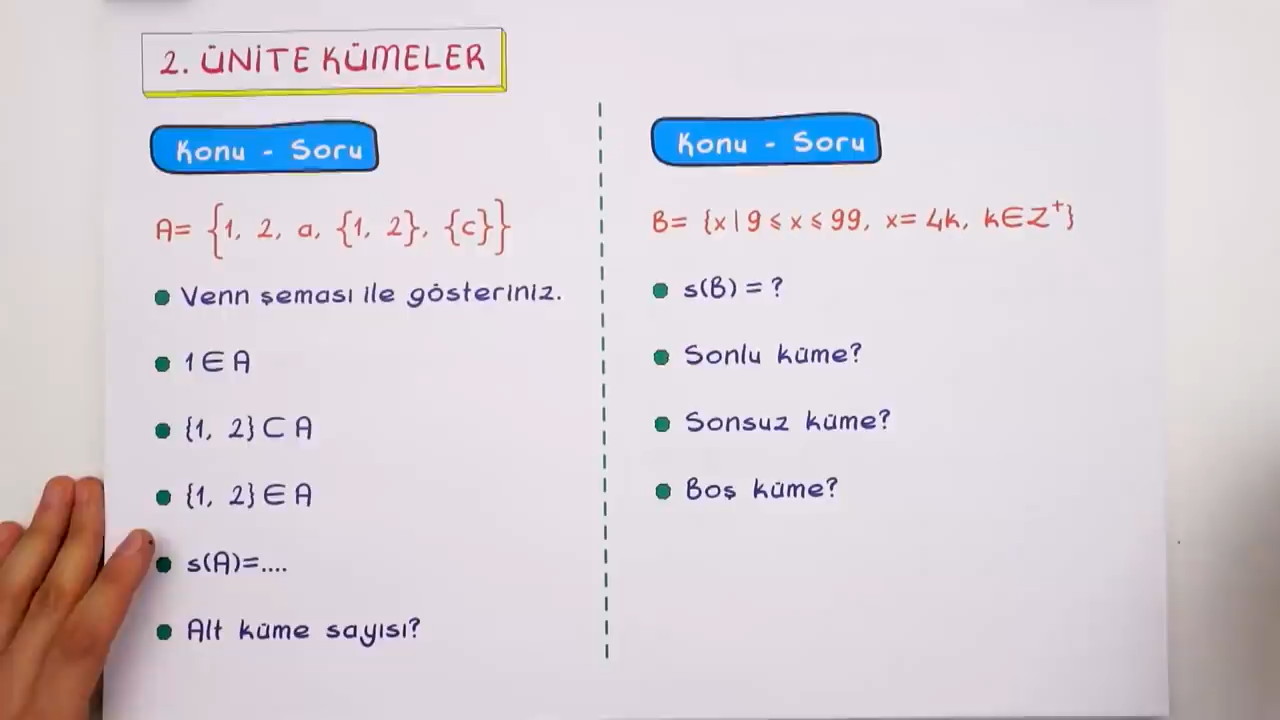 2. ÜNİTE KÜMELER
Konu - Soru
A= {1, 2, a, {1, 2}, {c}}
Venn şeması ile gösteriniz.
1 ∈ A
{1, 2} ⊂ A
{1, 2} ∈ A
s(A)=....
Alt küme sayısı?
Konu - Soru
B= {x | 9 ≤ x ≤ 99, x= 4k, k∈Z⁺}
s(B) = ?
Sonlu küme?
Sonsuz küme?
Boş küme?